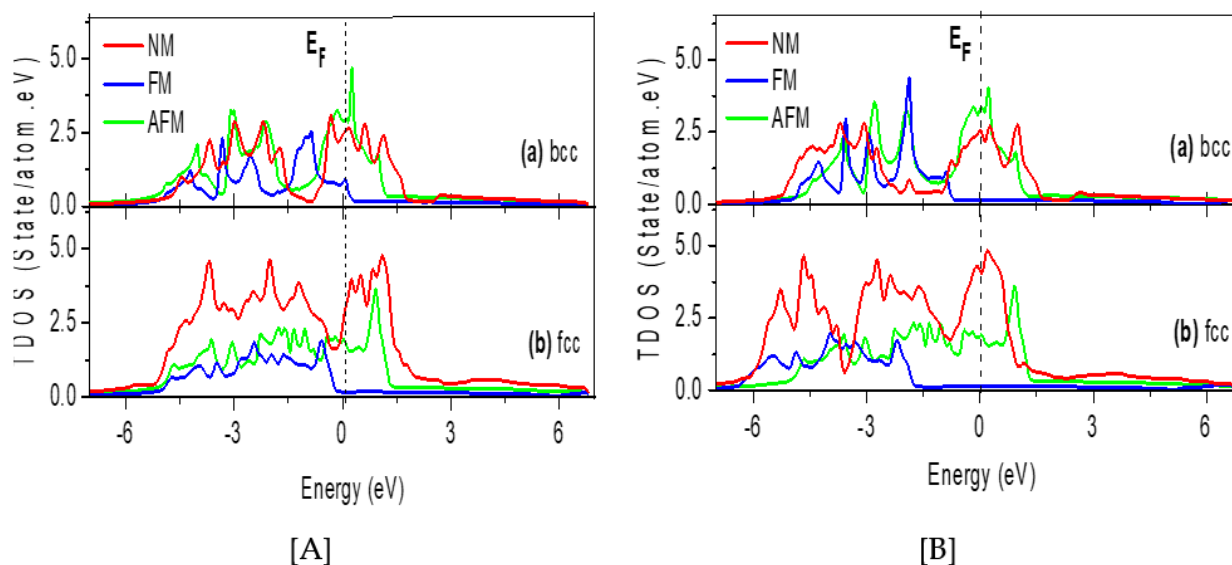 IDOS (State/atom .eV)
5.0
2.5
0.0
NM
FM
AFM
E_F
(a) bcc
5.0
2.5
0.0
(b) fcc
-6 -3 0 3 6
Energy (eV)
[A]
TDOS (State/atom .eV)
5.0
2.5
0.0
NM
FM
AFM
E_F
(a) bcc
5.0
2.5
0.0
(b) fcc
-6 -3 0 3 6
Energy (eV)
[B]